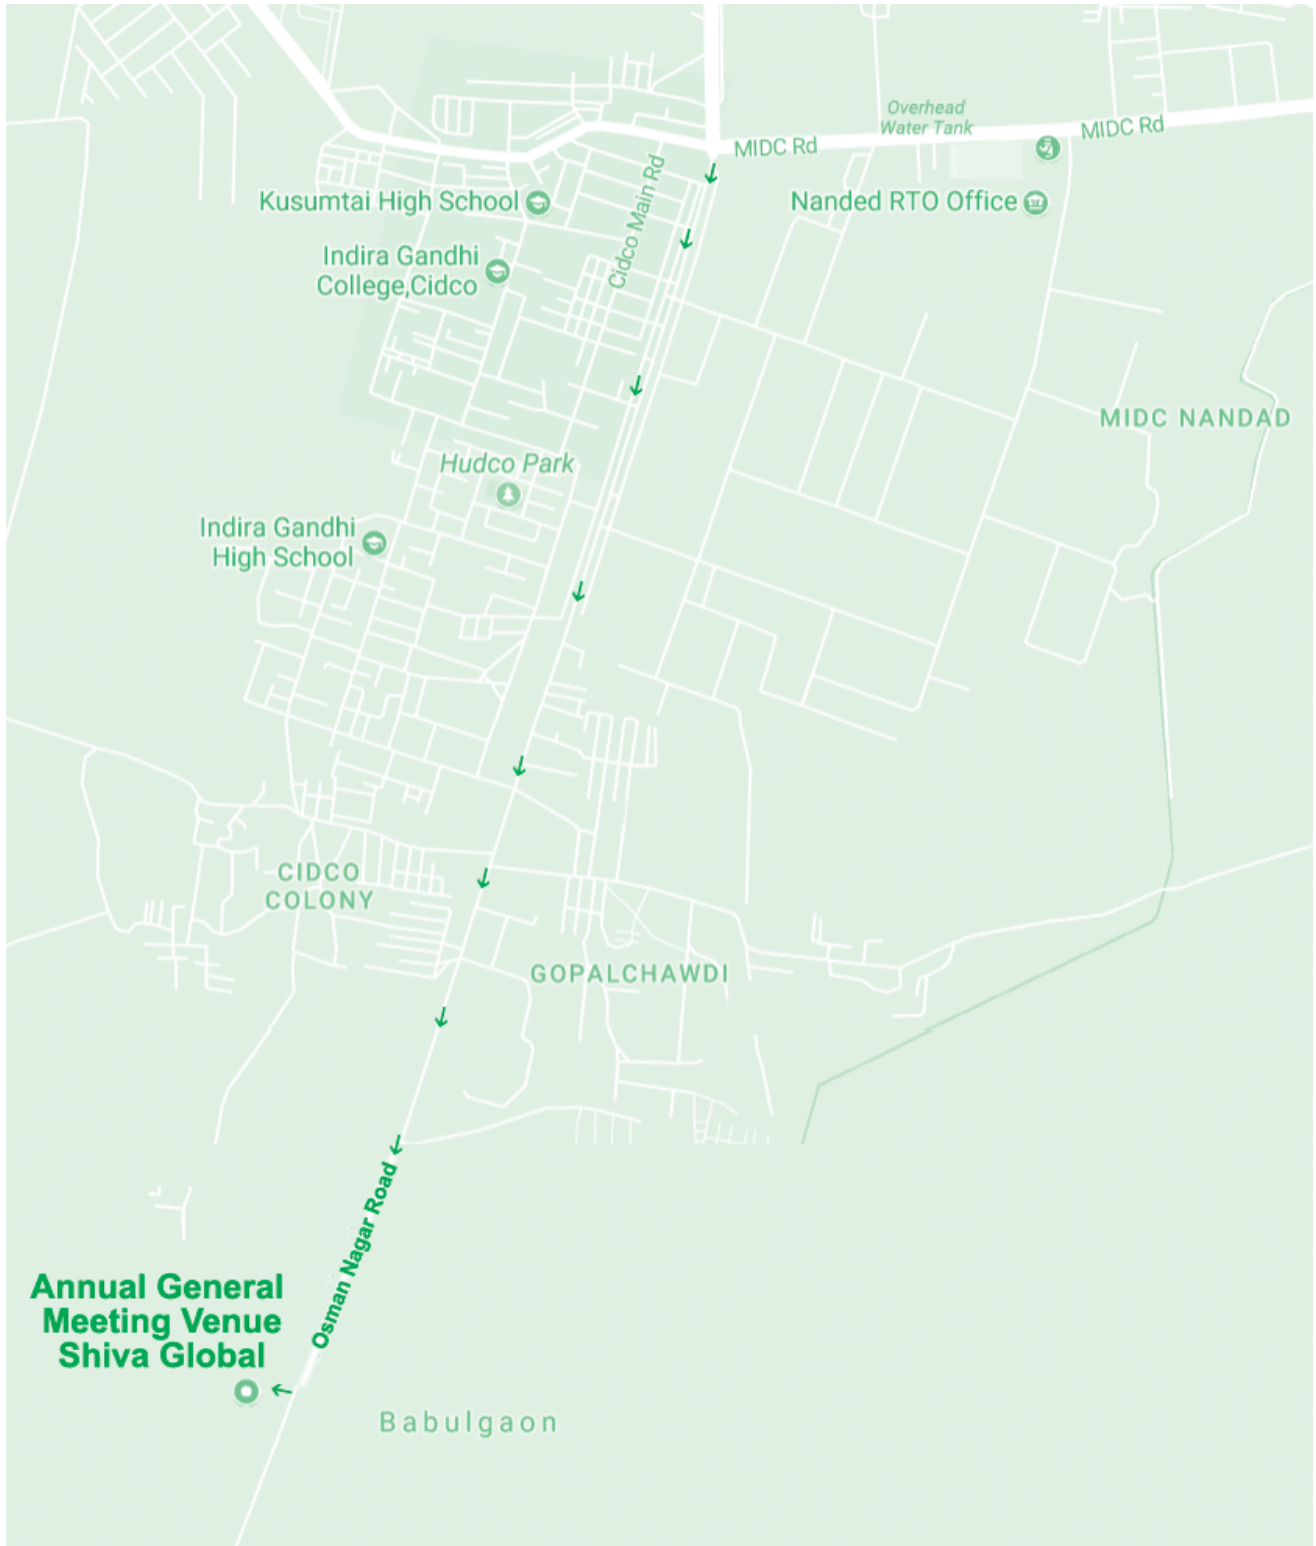 Overhead
Water Tank
MIDC Rd
MIDC Rd
Cidco Main Rd
Kusumtai High School
Nanded RTO Office
Indira Gandhi
College,Cidco
MIDC NANDAD
Hudco Park
Indira Gandhi
High School
CIDCO
COLONY
GOPALCHAWDI
Osman Nagar Road
Annual General
Meeting Venue
Shiva Global
Babulgaon